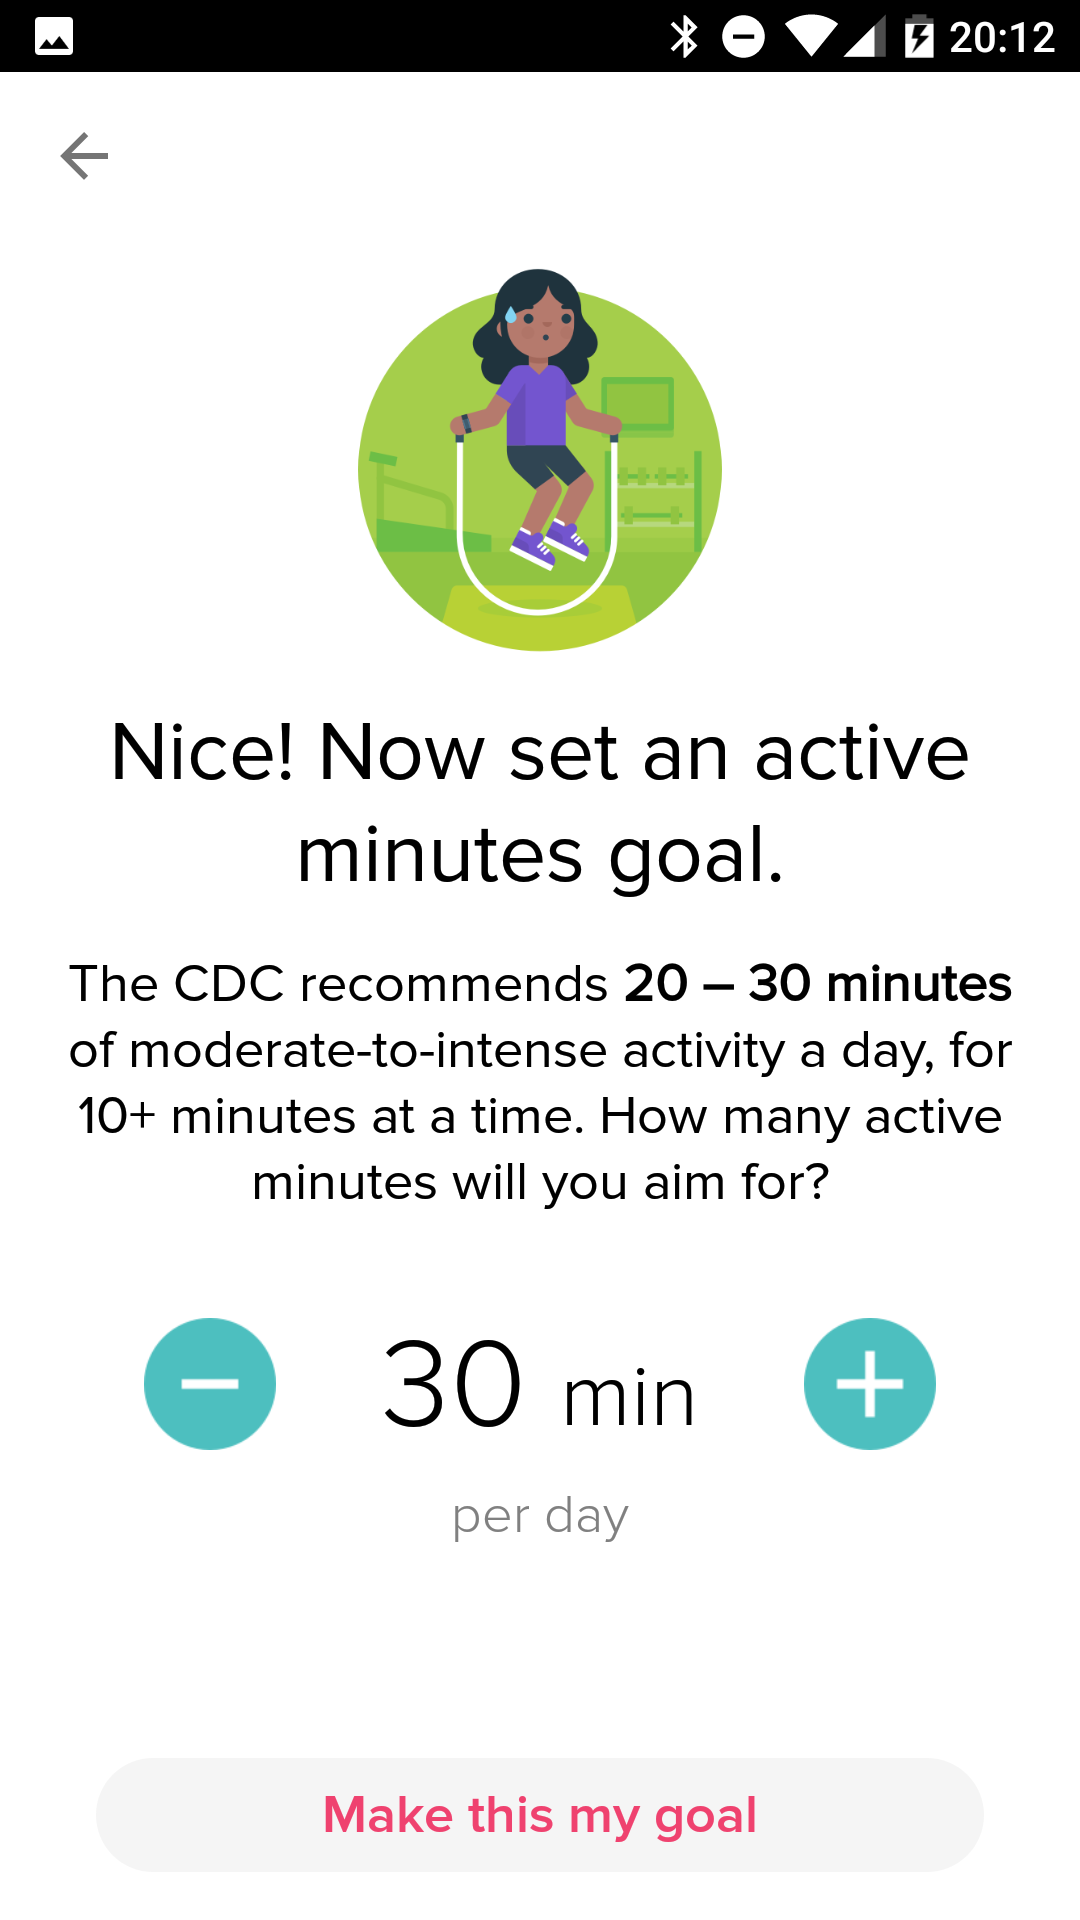 20:12
Nice! Now set an active
minutes goal.
The CDC recommends 20 – 30 minutes
of moderate-to-intense activity a day, for
10+ minutes at a time. How many active
minutes will you aim for?
30 min
per day
Make this my goal